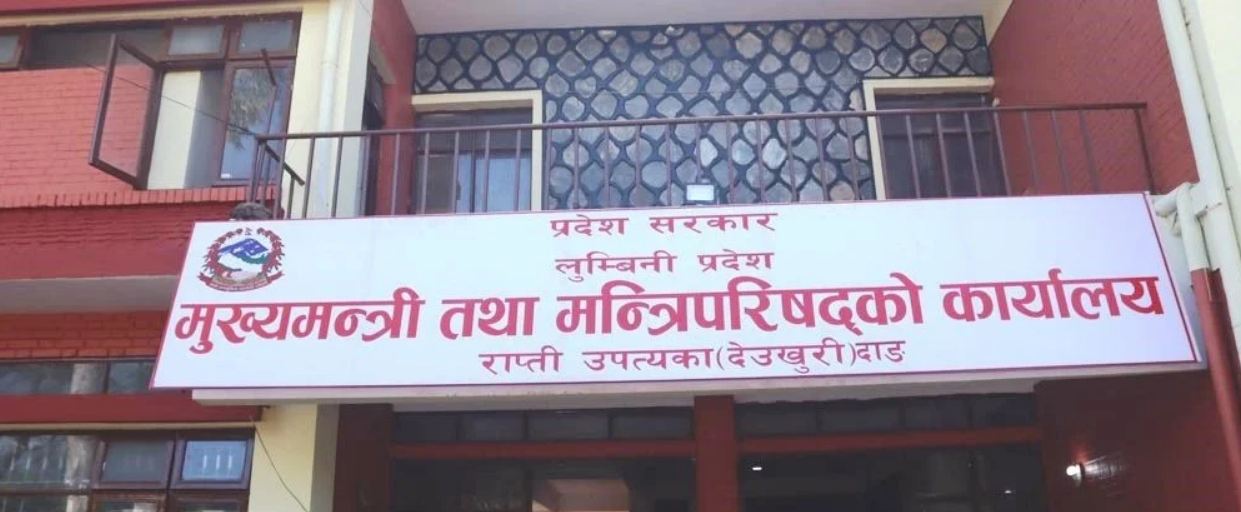 प्रदेश सरकार
लुम्बिनी प्रदेश
मुख्यमन्त्री तथा मन्त्रिपरिषद्को कार्यालय
राप्ती उपत्यका(देउखुरी)दाङ